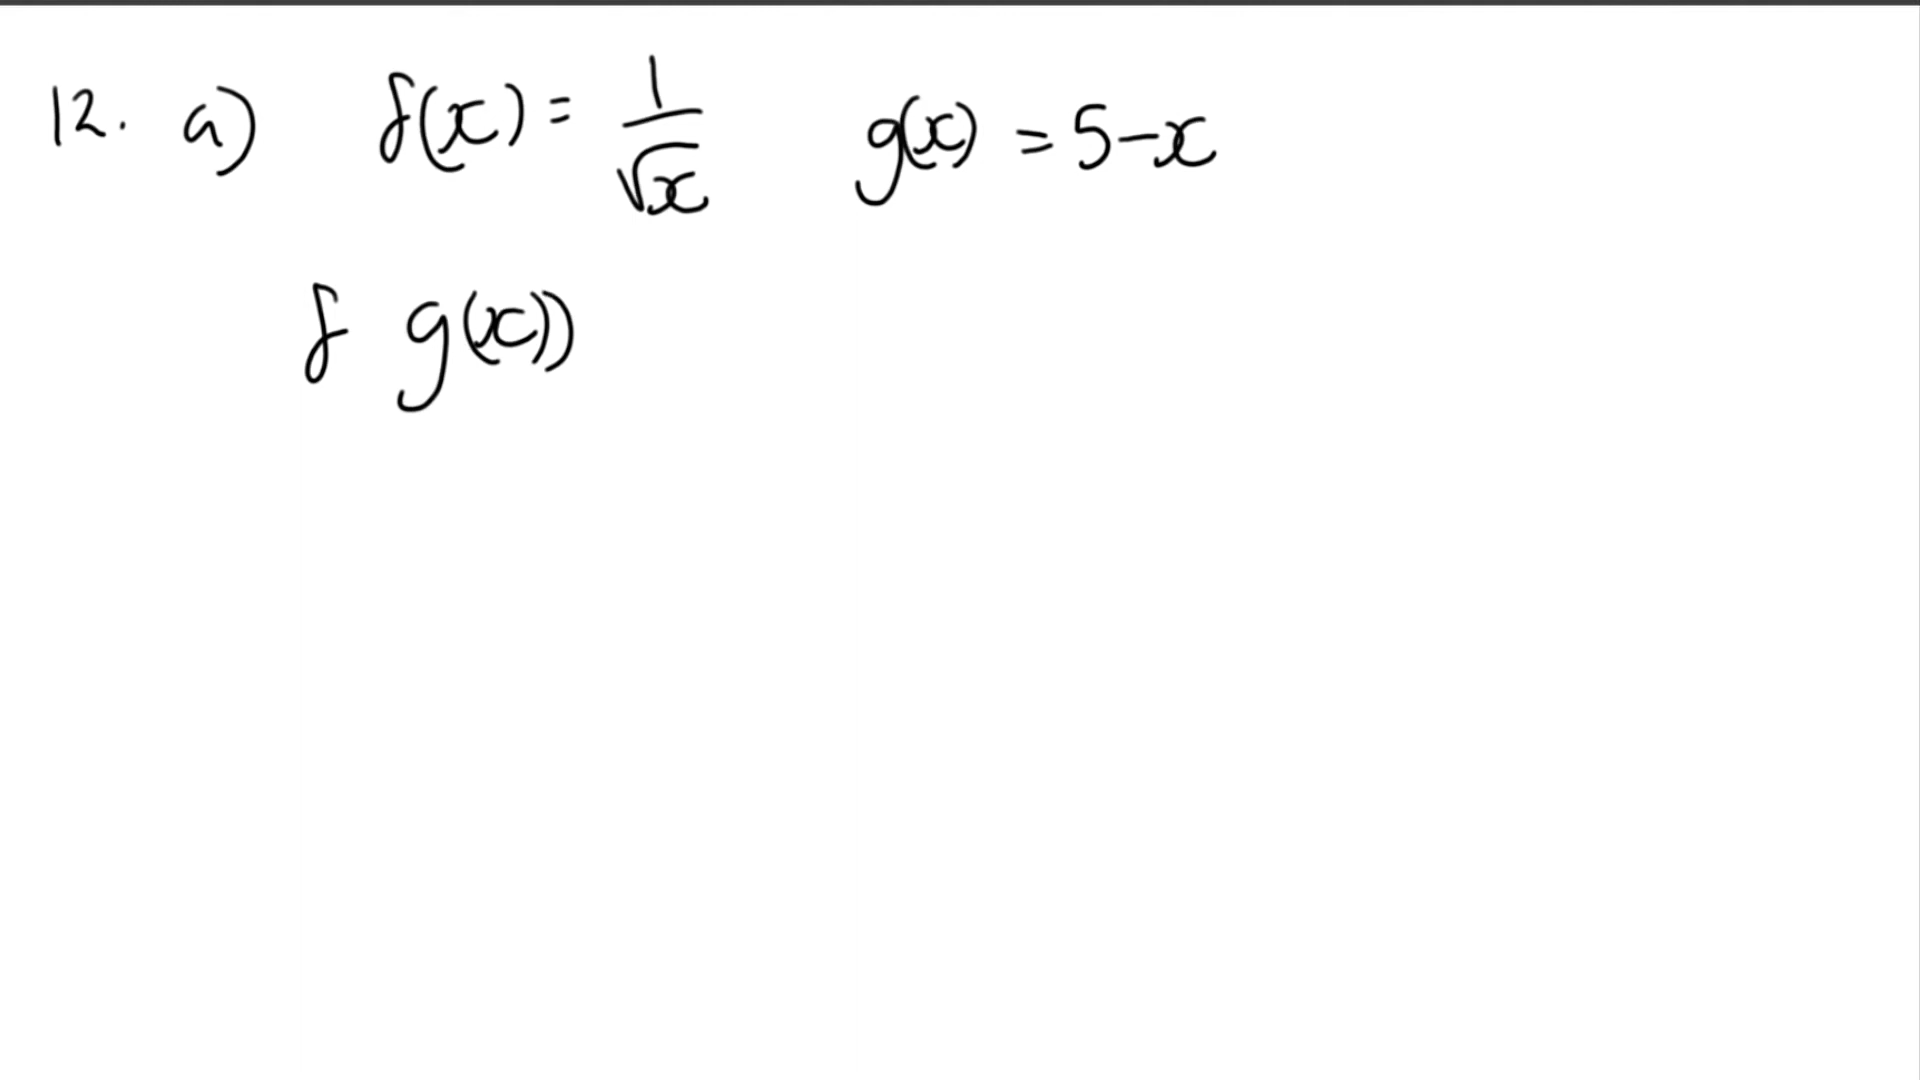 12. a) f(x) = 1/√x g(x) = 5-x
f g(x))